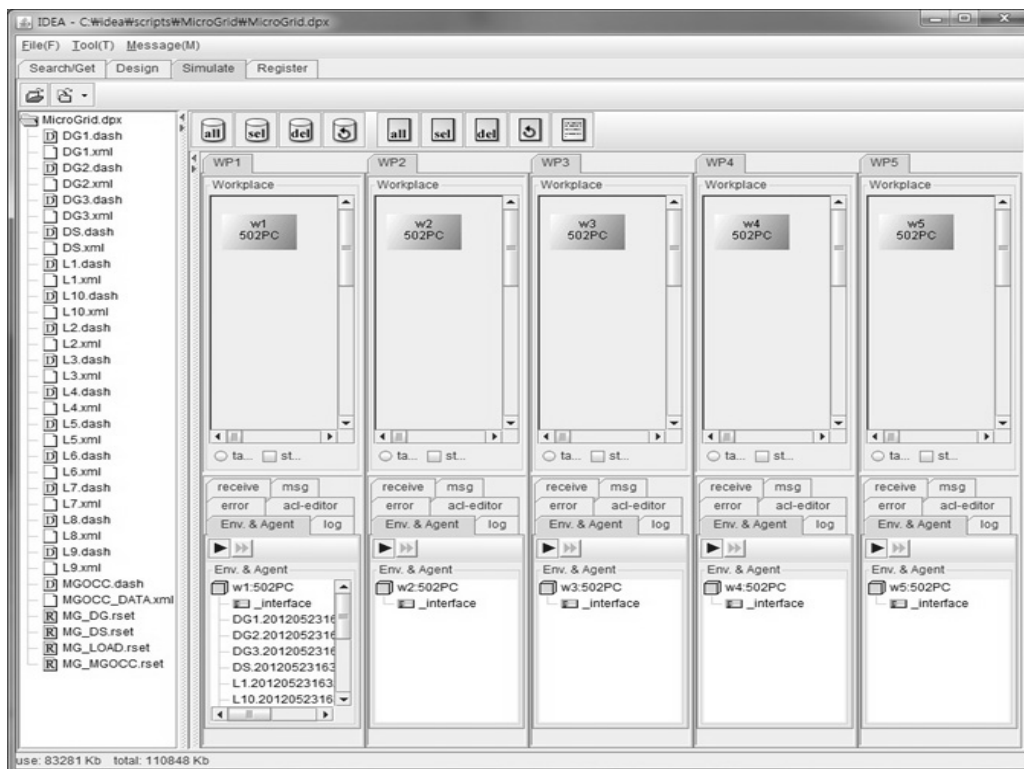 IDEA - C:₩idea₩scripts₩MicroGrid₩MicroGrid.dpx
File(F) Tool(T) Message(M)
Search/Get Design Simulate Register
MicroGrid.dpx
DG1.dash
DG1.xml
DG2.dash
DG2.xml
DG3.dash
DG3.xml
DS.dash
DS.xml
L1.dash
L1.xml
L10.dash
L10.xml
L2.dash
L2.xml
L3.dash
L3.xml
L4.dash
L4.xml
L5.dash
L5.xml
L6.dash
L6.xml
L7.dash
L7.xml
L8.dash
L8.xml
L9.dash
L9.xml
MGOCC.dash
MGOCC_DATA.xml
MG_DG.rset
MG_DS.rset
MG_LOAD.rset
MG_MGOCC.rset
all sel del all sel del
WP1 WP2 WP3 WP4 WP5
Workplace Workplace Workplace Workplace Workplace
w1 w2 w3 w4 w5
502PC 502PC 502PC 502PC 502PC
ta... st... ta... st... ta... st... ta... st... ta... st...
receive msg receive msg receive msg receive msg receive msg
error acl-editor error acl-editor error acl-editor error acl-editor error acl-editor
Env. & Agent log Env. & Agent log Env. & Agent log Env. & Agent log Env. & Agent log
Env. & Agent Env. & Agent Env. & Agent Env. & Agent Env. & Agent
w1:502PC w2:502PC w3:502PC w4:502PC w5:502PC
_interface _interface _interface _interface _interface
DG1.2012052316
DG2.2012052316
DG3.2012052316
DS.20120523163
L1.20120523163
L10.2012052316
use: 83281 Kb total: 110848 Kb